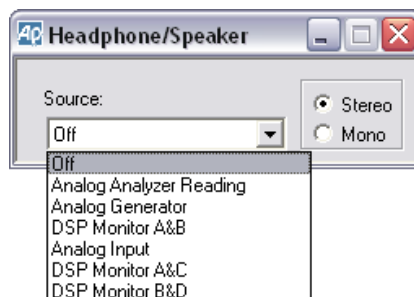 Ap Headphone/Speaker
Source:
Stereo
Off
Mono
Off
Analog Analyzer Reading
Analog Generator
DSP Monitor A&B
Analog Input
DSP Monitor A&C
DSP Monitor B&D